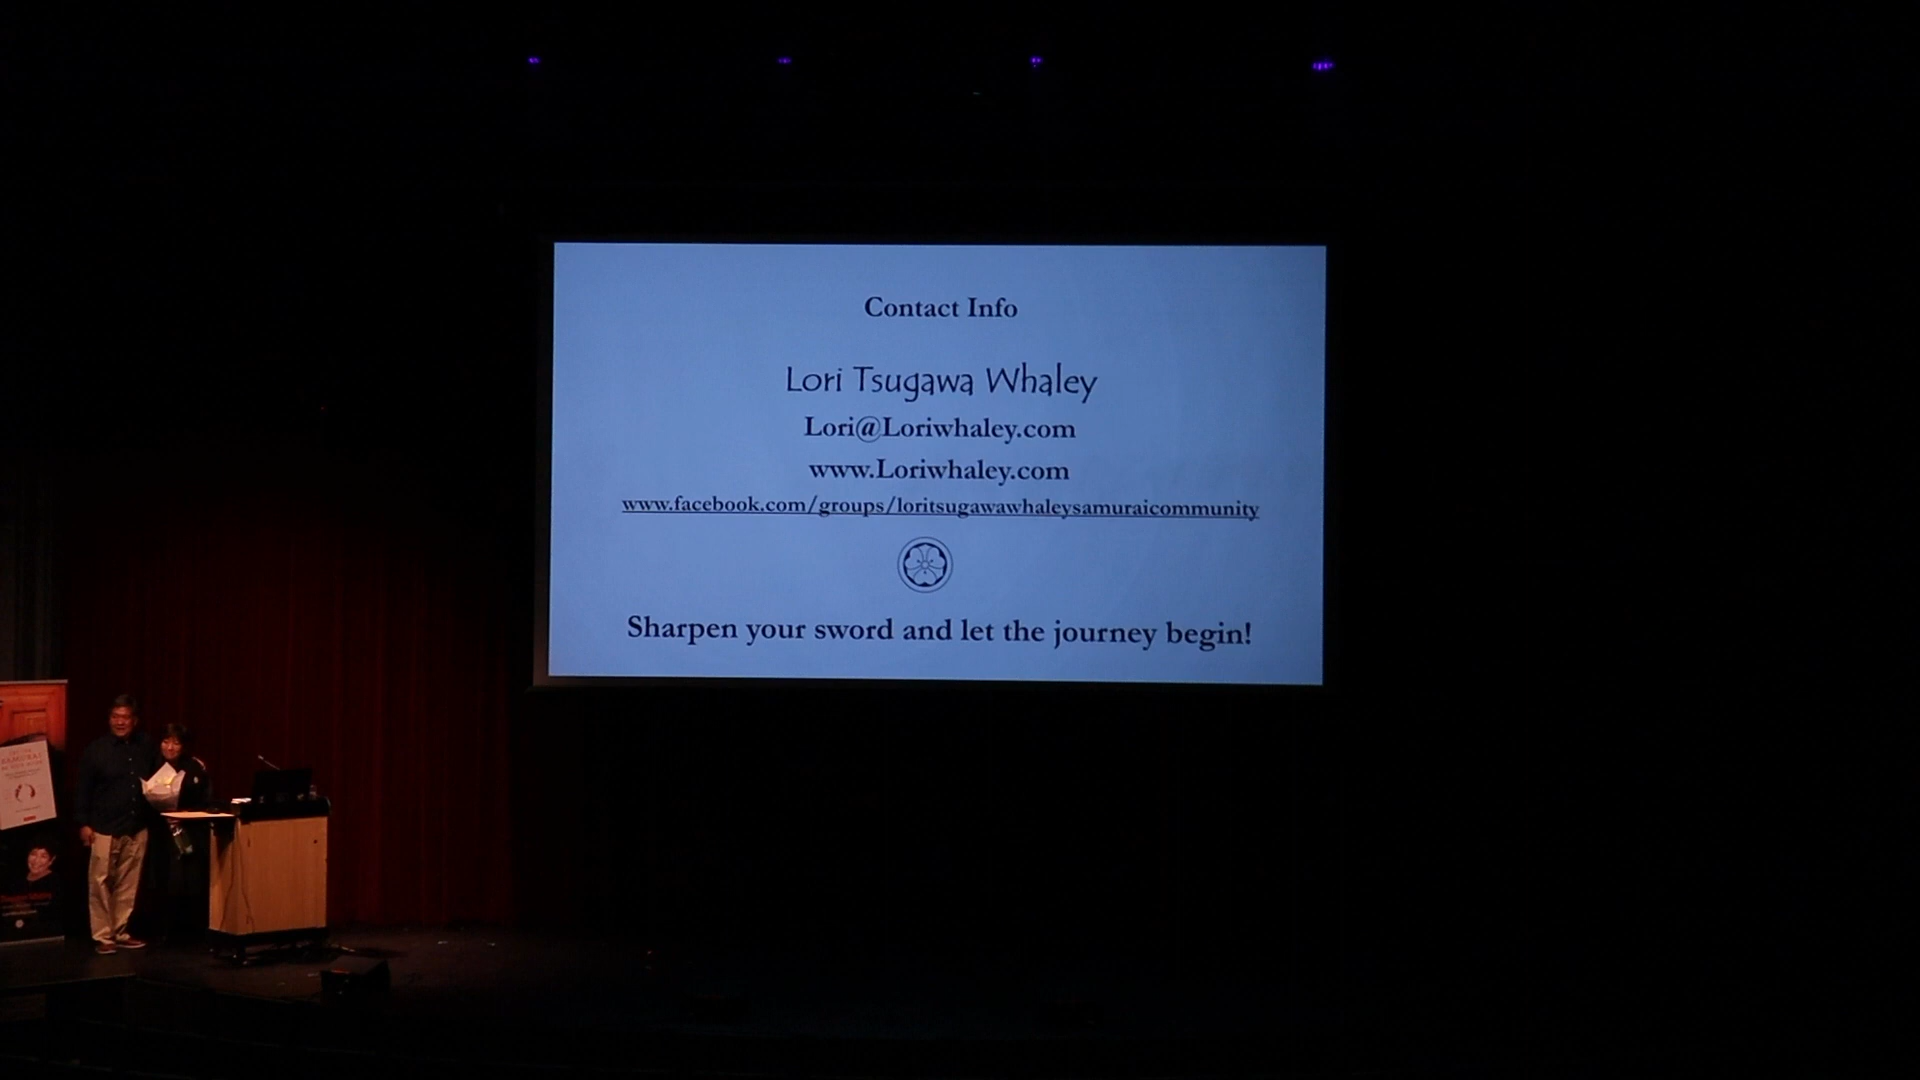 Contact Info
Lori Tsugawa Whaley
Lori@Loriwhaley.com
www.Loriwhaley.com
www.facebook.com/groups/loritsugawawhaleysamuraicommunity
Sharpen your sword and let the journey begin!
SAMURAI